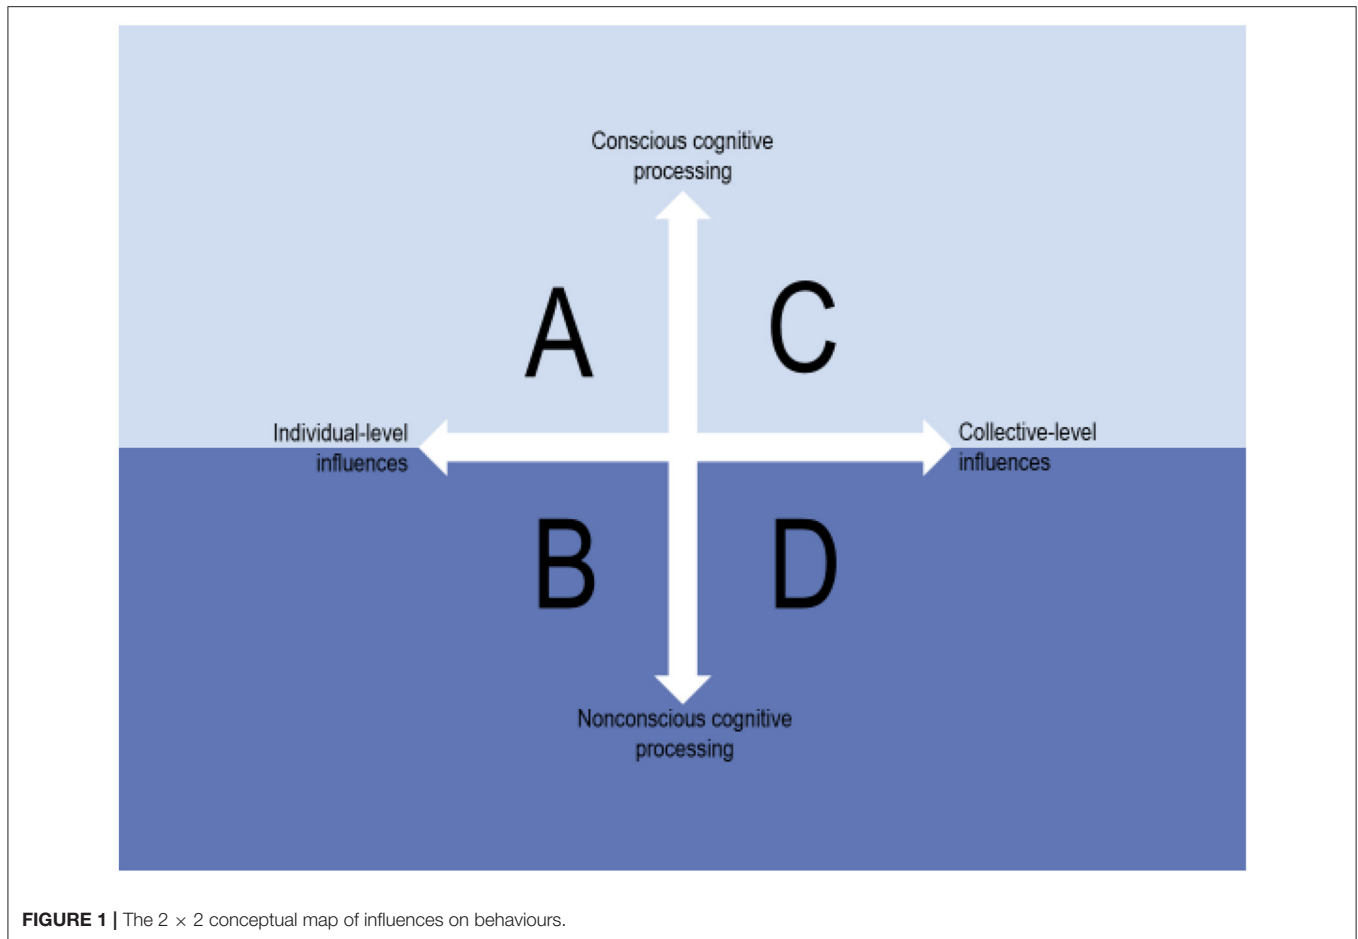 Conscious cognitive
processing
A
C
Individual-level
influences
Collective-level
influences
B
D
Nonconscious cognitive
processing
FIGURE 1 | The 2 × 2 conceptual map of influences on behaviours.